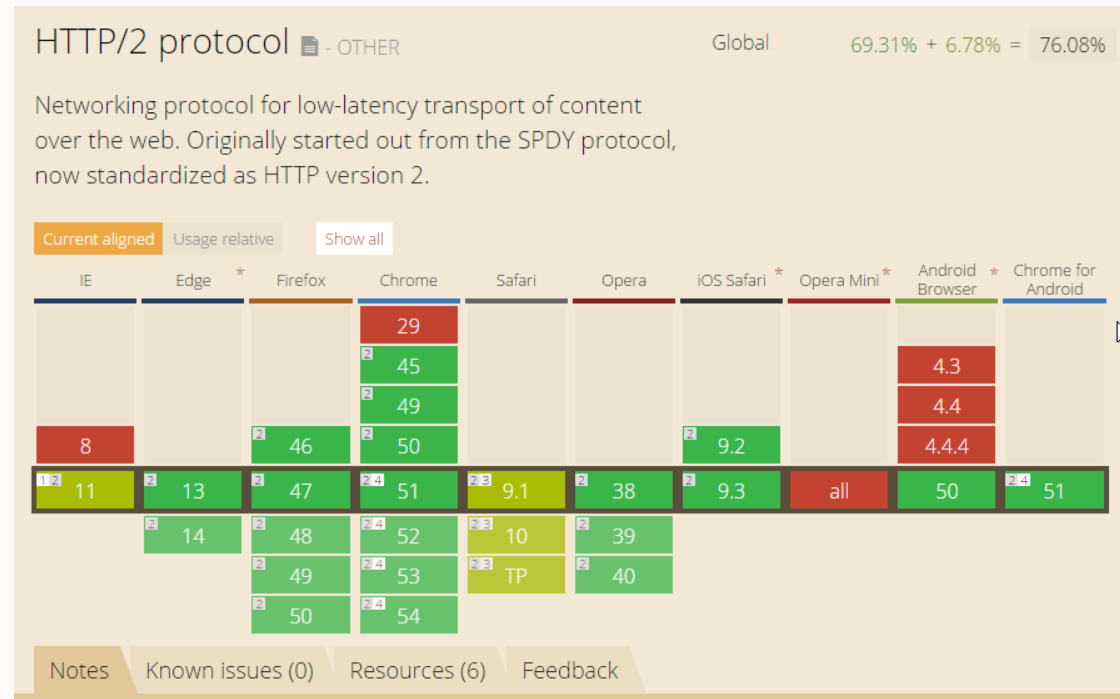 HTTP/2 protocol - OTHER
Global 69.31% + 6.78% = 76.08%
Networking protocol for low-latency transport of content
over the web. Originally started out from the SPDY protocol,
now standardized as HTTP version 2.
Current aligned Usage relative Show all
IE Edge * Firefox Chrome Safari Opera iOS Safari * Opera Mini * Android Browser * Chrome for Android
29
2 45 4.3
2 49 4.4
8 2 46 2 50 2 9.2 4.4.4
1 2 11 2 13 2 47 2 4 51 2 3 9.1 2 38 2 9.3 all 50 2 4 51
2 14 2 48 2 4 52 2 3 10 2 39
2 49 2 4 53 2 3 TP 2 40
2 50 2 4 54
Notes Known issues (0) Resources (6) Feedback